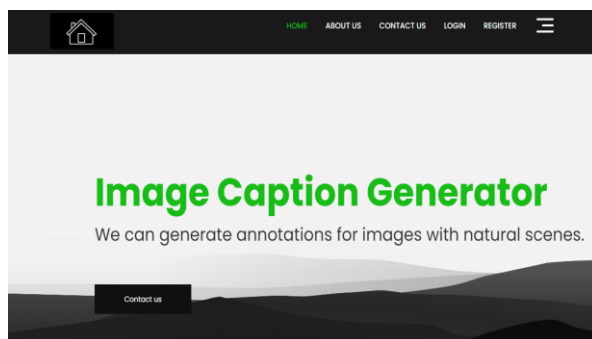 HOME ABOUT US CONTACT US LOGIN REGISTER
Image Caption Generator
We can generate annotations for images with natural scenes.
Contact us